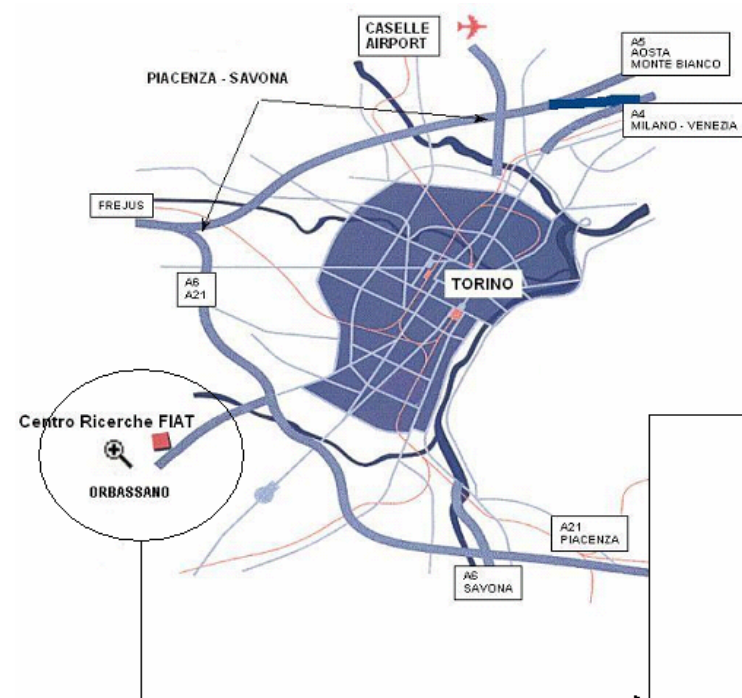 CASELLE
AIRPORT
A5
AOSTA
MONTE BIANCO
PIACENZA - SAVONA
A4
MILANO - VENEZIA
FREJUS
A6
A21
TORINO
Centro Ricerche FIAT
ORBASSANO
A21
PIACENZA
A6
SAVONA